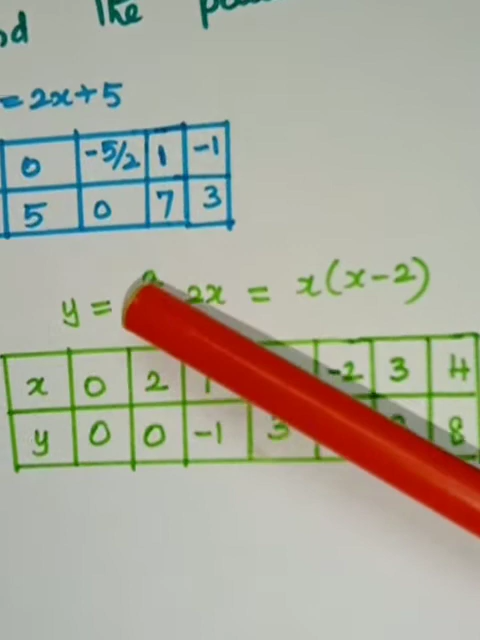 the
= 2x+5
0 -5/2 1 -1
5 0 7 3
y = 2x = x(x-2)
x 0 2 1 -2 3 4
y 0 0 -1 3 8